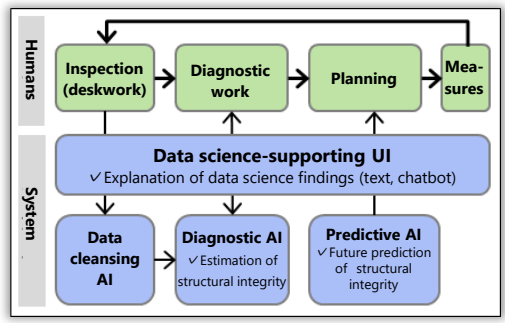 Humans
Inspection
(deskwork)
Diagnostic
work
Planning
Mea-
sures
System
Data science-supporting UI
✓ Explanation of data science findings (text, chatbot)
Data
cleansing
AI
Diagnostic AI
✓ Estimation of
structural integrity
Predictive AI
✓ Future prediction
of structural
integrity